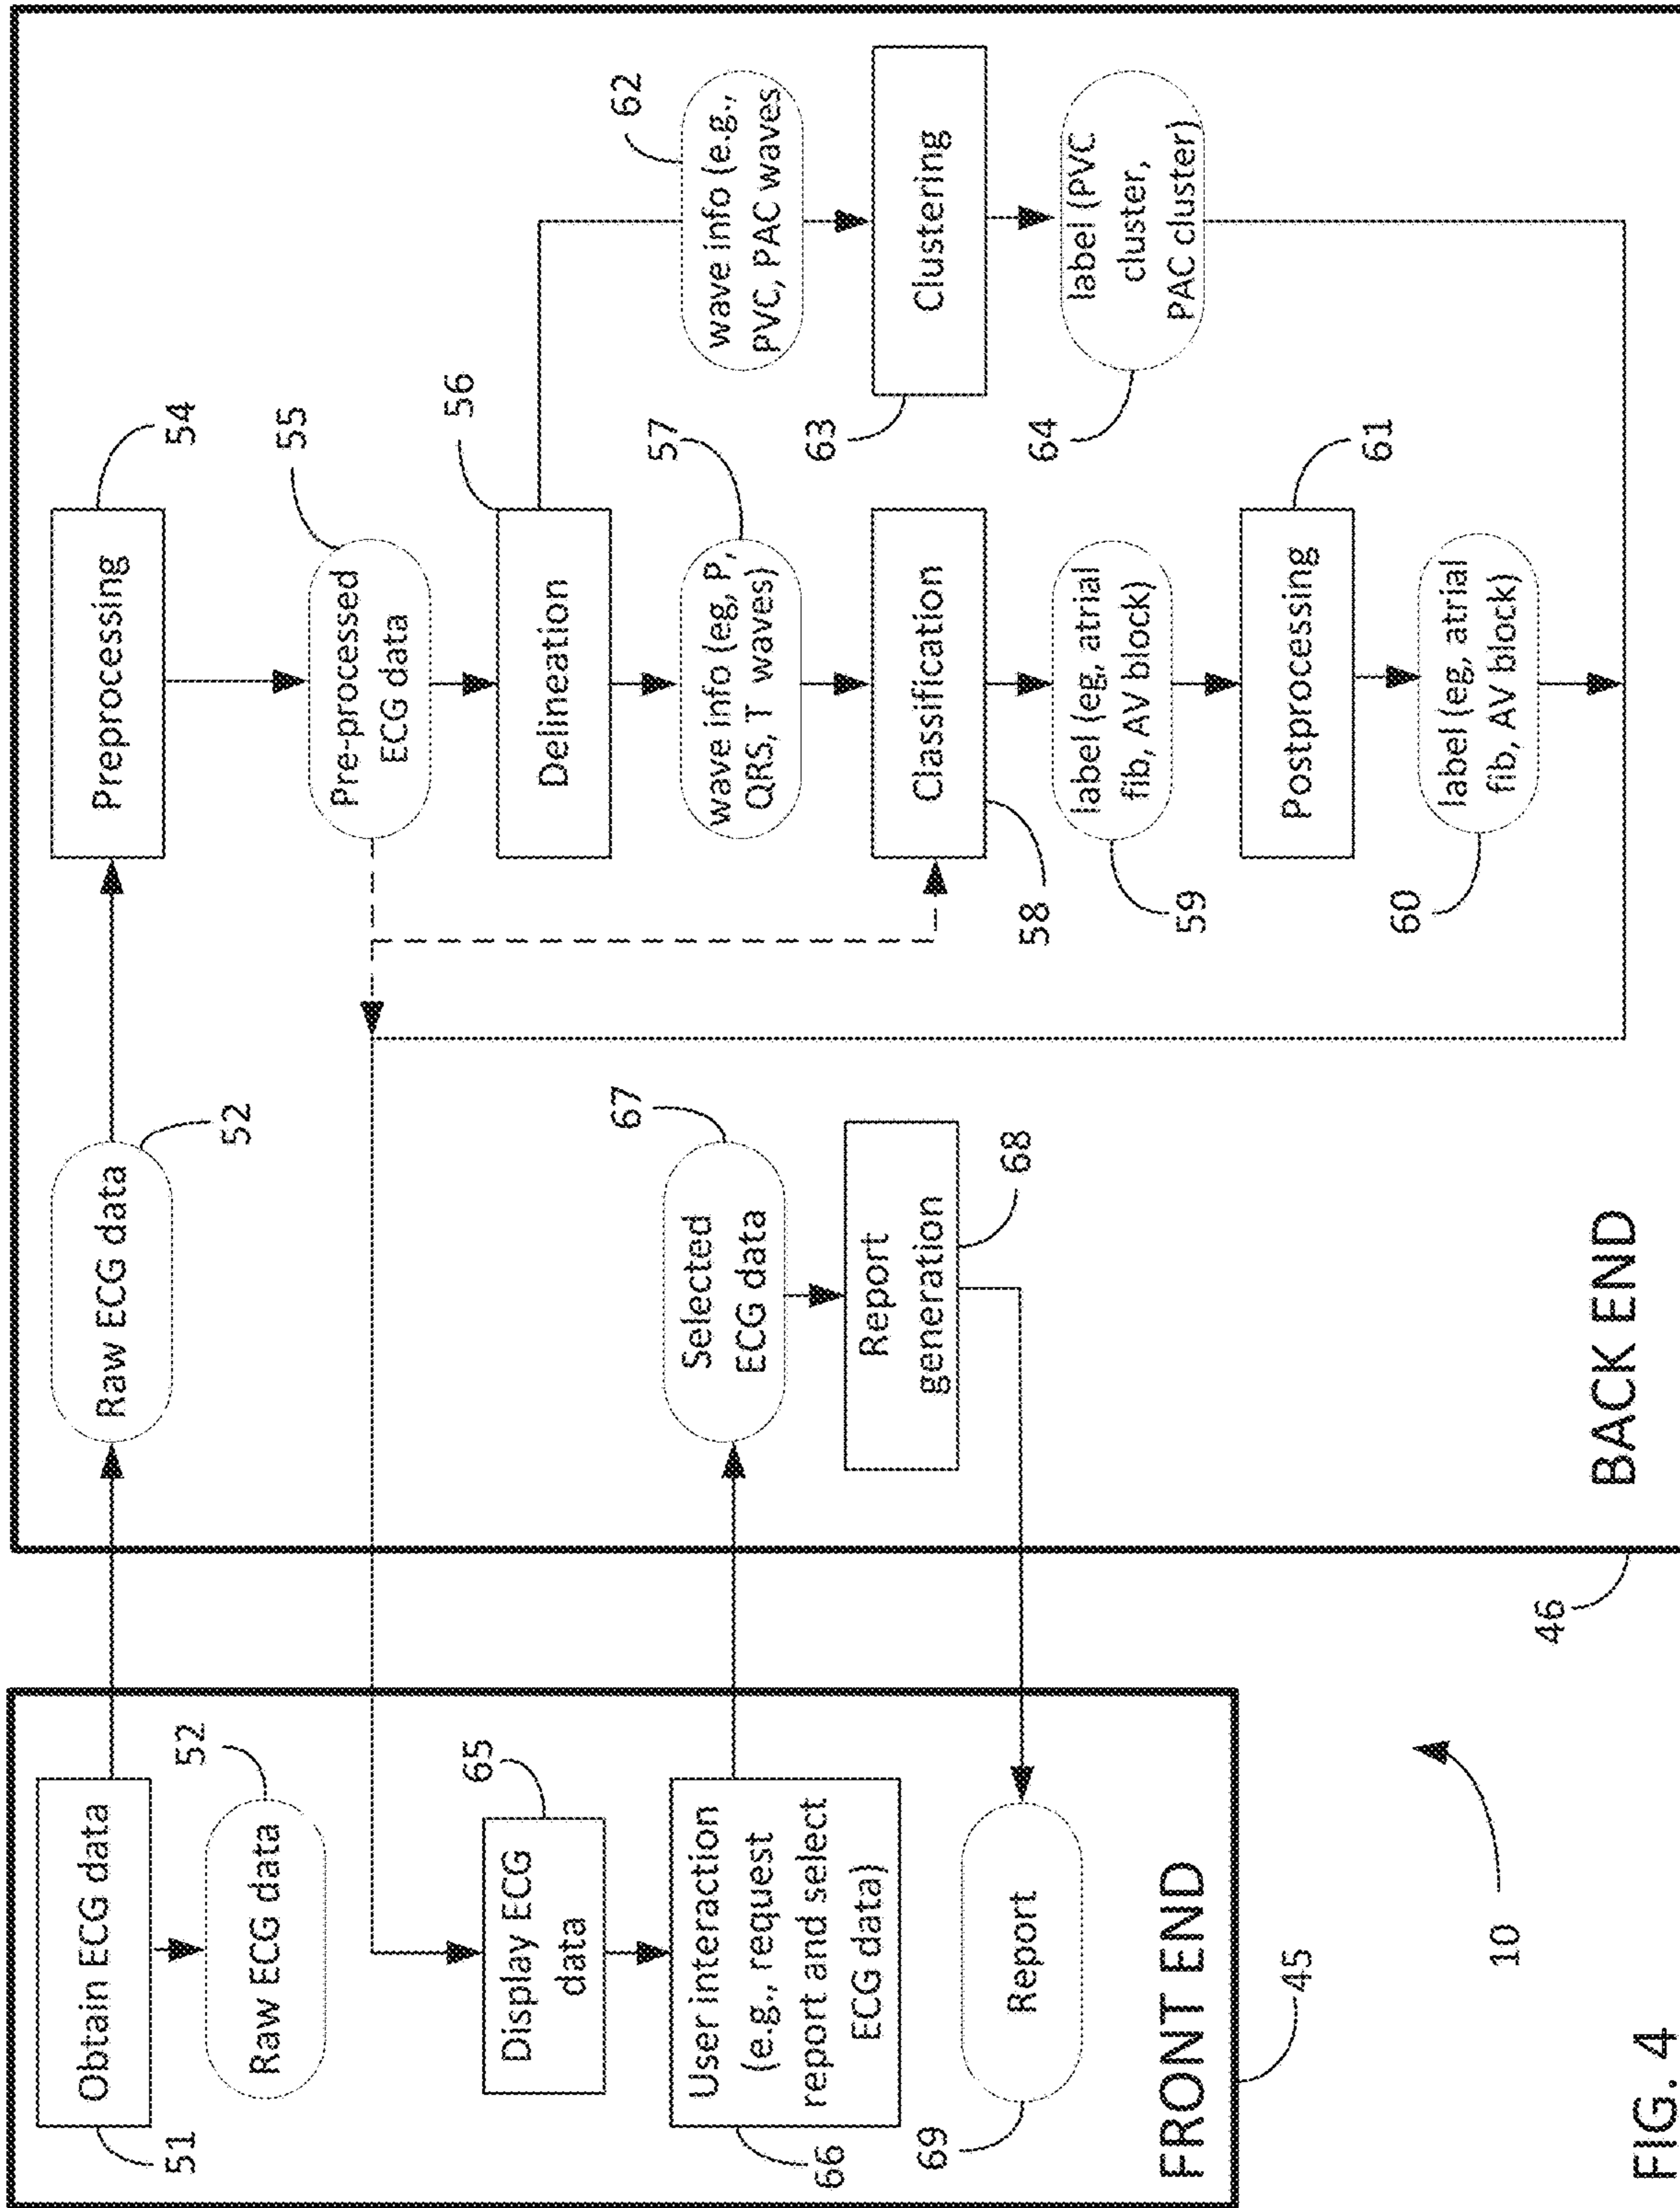 Obtain ECG data
51
Raw ECG data
52
Display ECG
data
65
User interaction
(e.g., request
report and select
ECG data)
66
Report
69
FRONT END
45
Raw ECG data
52
Preprocessing
54
Pre-processed
ECG data
55
Delineation
56
wave info (eg, P,
QRS, T waves)
57
Classification
58
label (eg, atrial
fib, AV block)
59
Postprocessing
61
label (eg, atrial
fib, AV block)
60
wave info (e.g.,
PVC, PAC waves
62
Clustering
63
label (PVC
cluster,
PAC cluster)
64
Selected
ECG data
67
Report
generation
68
BACK END
46
10
FIG. 4